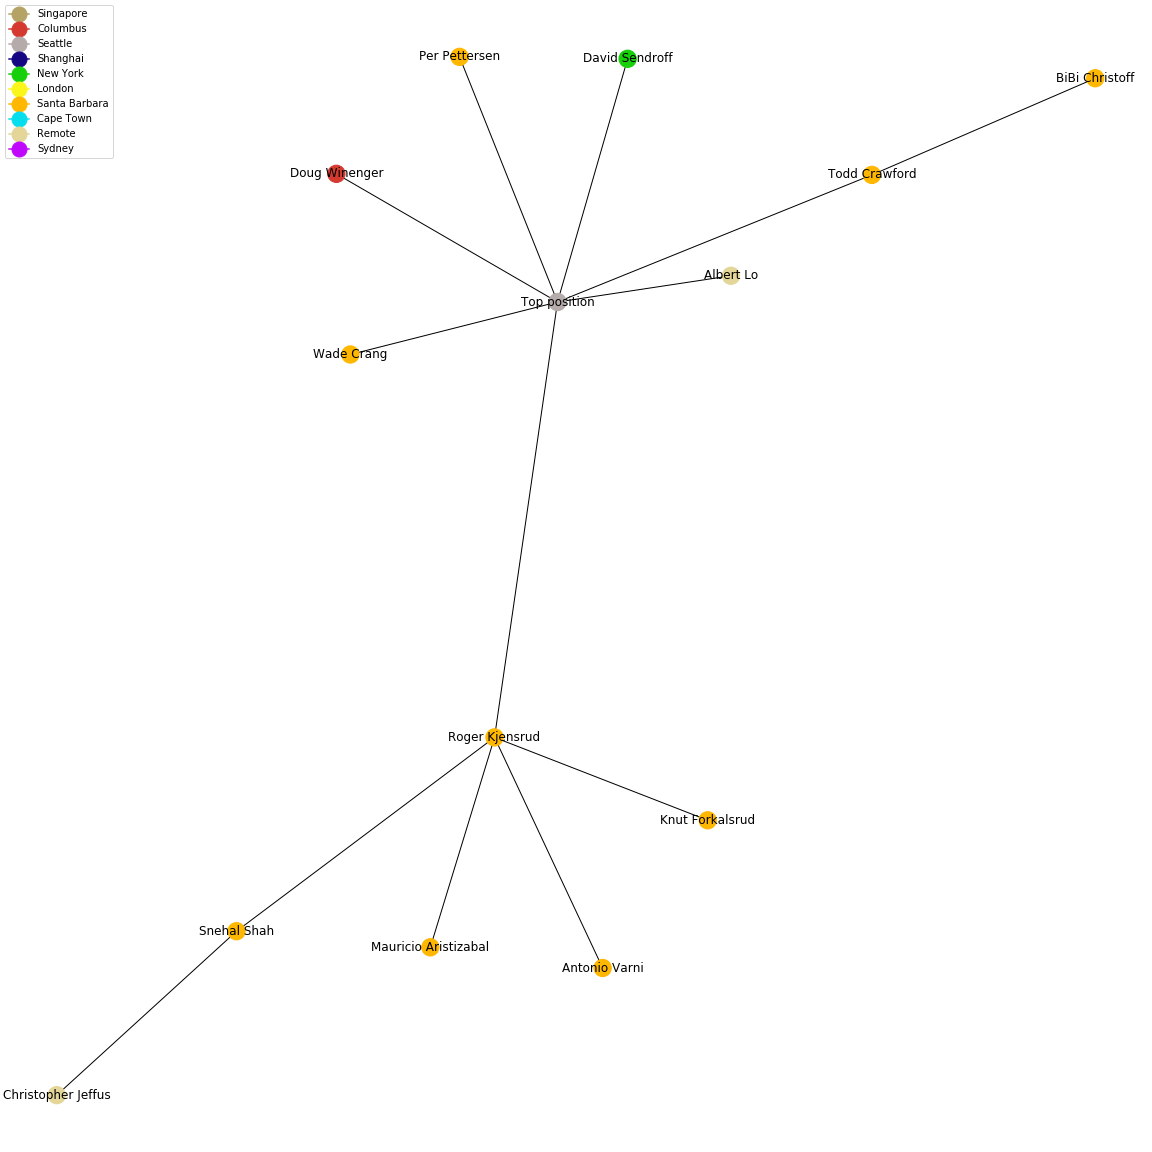 Singapore
Columbus
Seattle
Shanghai
New York
London
Santa Barbara
Cape Town
Remote
Sydney
Per Pettersen
David Sendroff
BiBi Christoff
Doug Winenger
Todd Crawford
Albert Lo
Top position
Wade Crang
Roger Kjensrud
Knut Forkalsrud
Snehal Shah
Mauricio Aristizabal
Antonio Varni
Christopher Jeffus